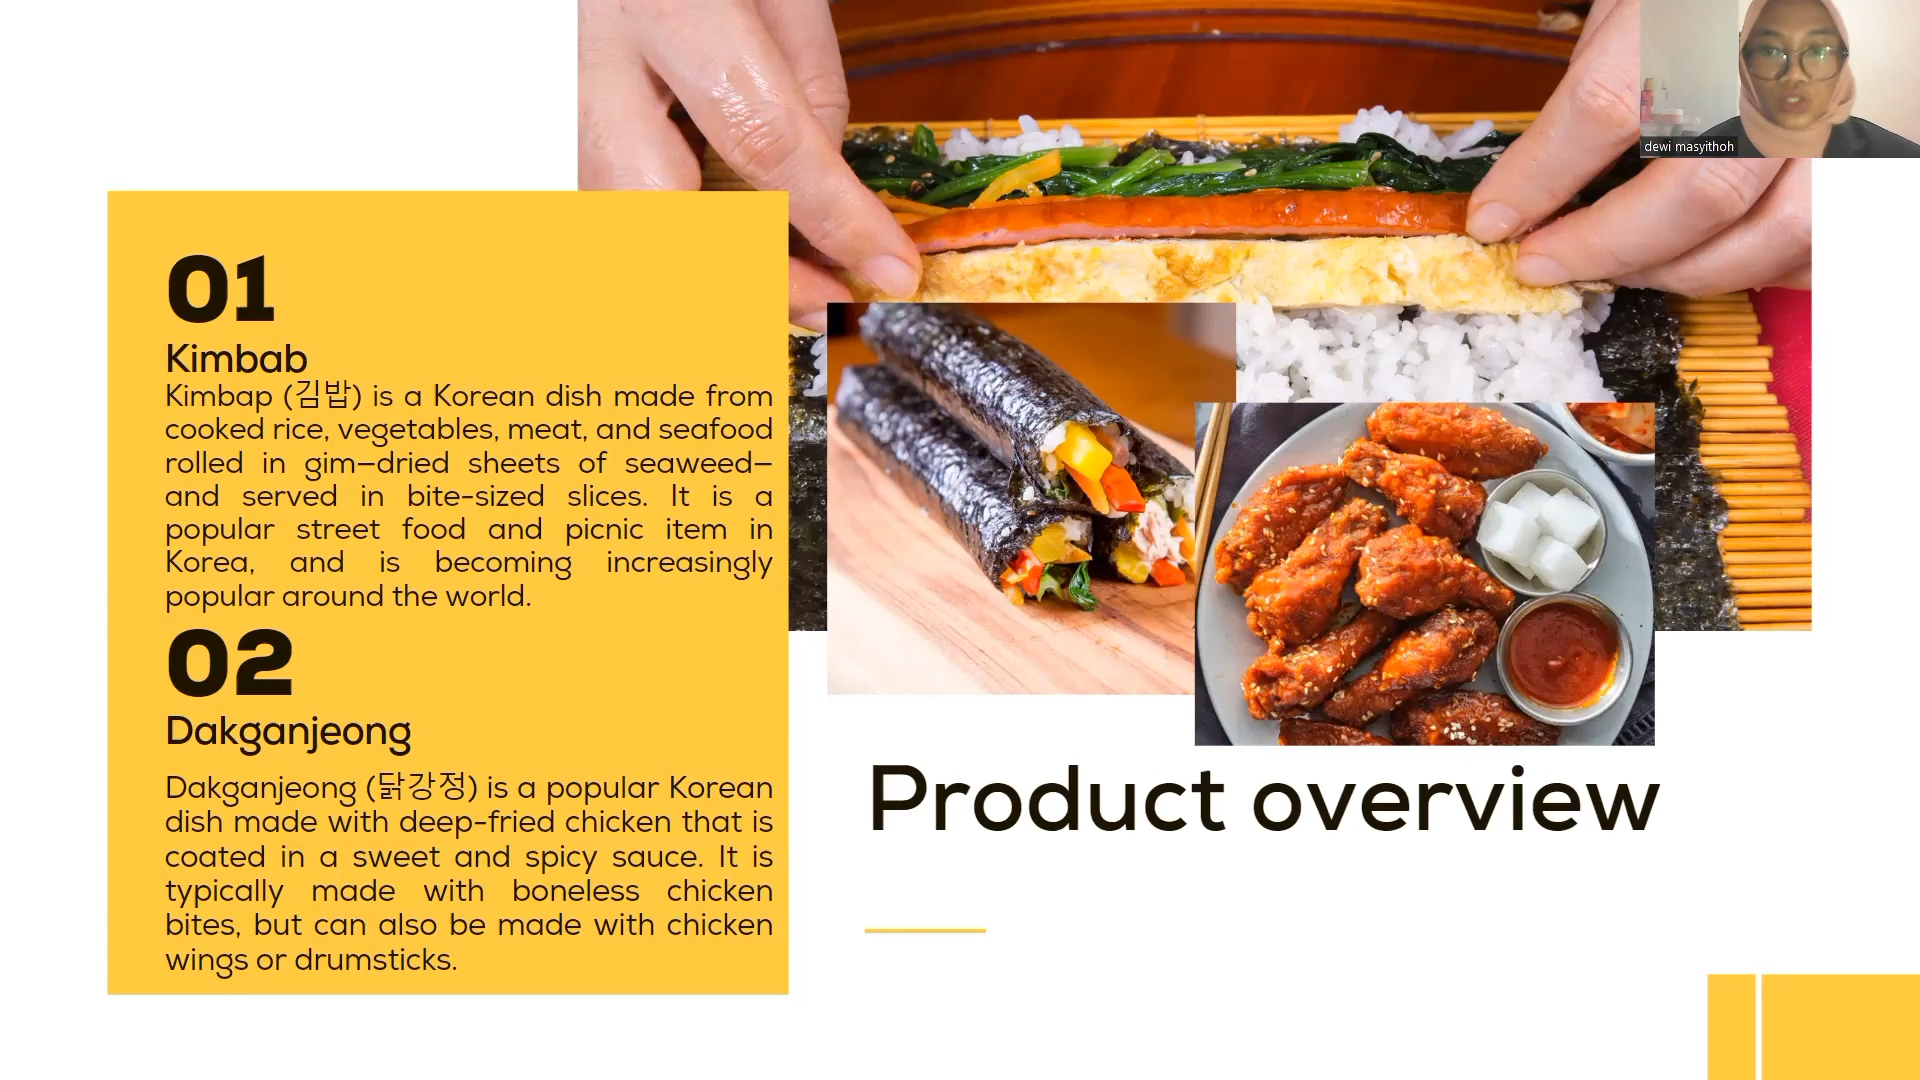 01
Kimbab
Kimbap (김밥) is a Korean dish made from
cooked rice, vegetables, meat, and seafood
rolled in gim—dried sheets of seaweed—
and served in bite-sized slices. It is a
popular street food and picnic item in
Korea, and is becoming increasingly
popular around the world.
02
Dakganjeong
Dakganjeong (닭강정) is a popular Korean
dish made with deep-fried chicken that is
coated in a sweet and spicy sauce. It is
typically made with boneless chicken
bites, but can also be made with chicken
wings or drumsticks.
Product overview
dewi masyithoh